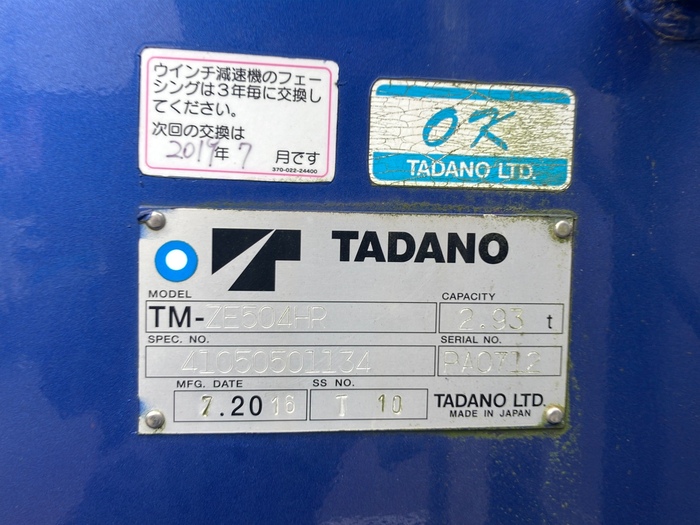 ウインチ減速機のフェー
シングは3年毎に交換し
てください。
次回の交換は
2019年 7 月です
370-022-24400
OK
TADANO LTD.
TADANO
MODEL
TM-ZE504HR
CAPACITY
2.93 t
SPEC. NO.
41050501134
SERIAL NO.
PA0712
MFG. DATE
7.2016
SS NO.
T 10
TADANO LTD.
MADE IN JAPAN